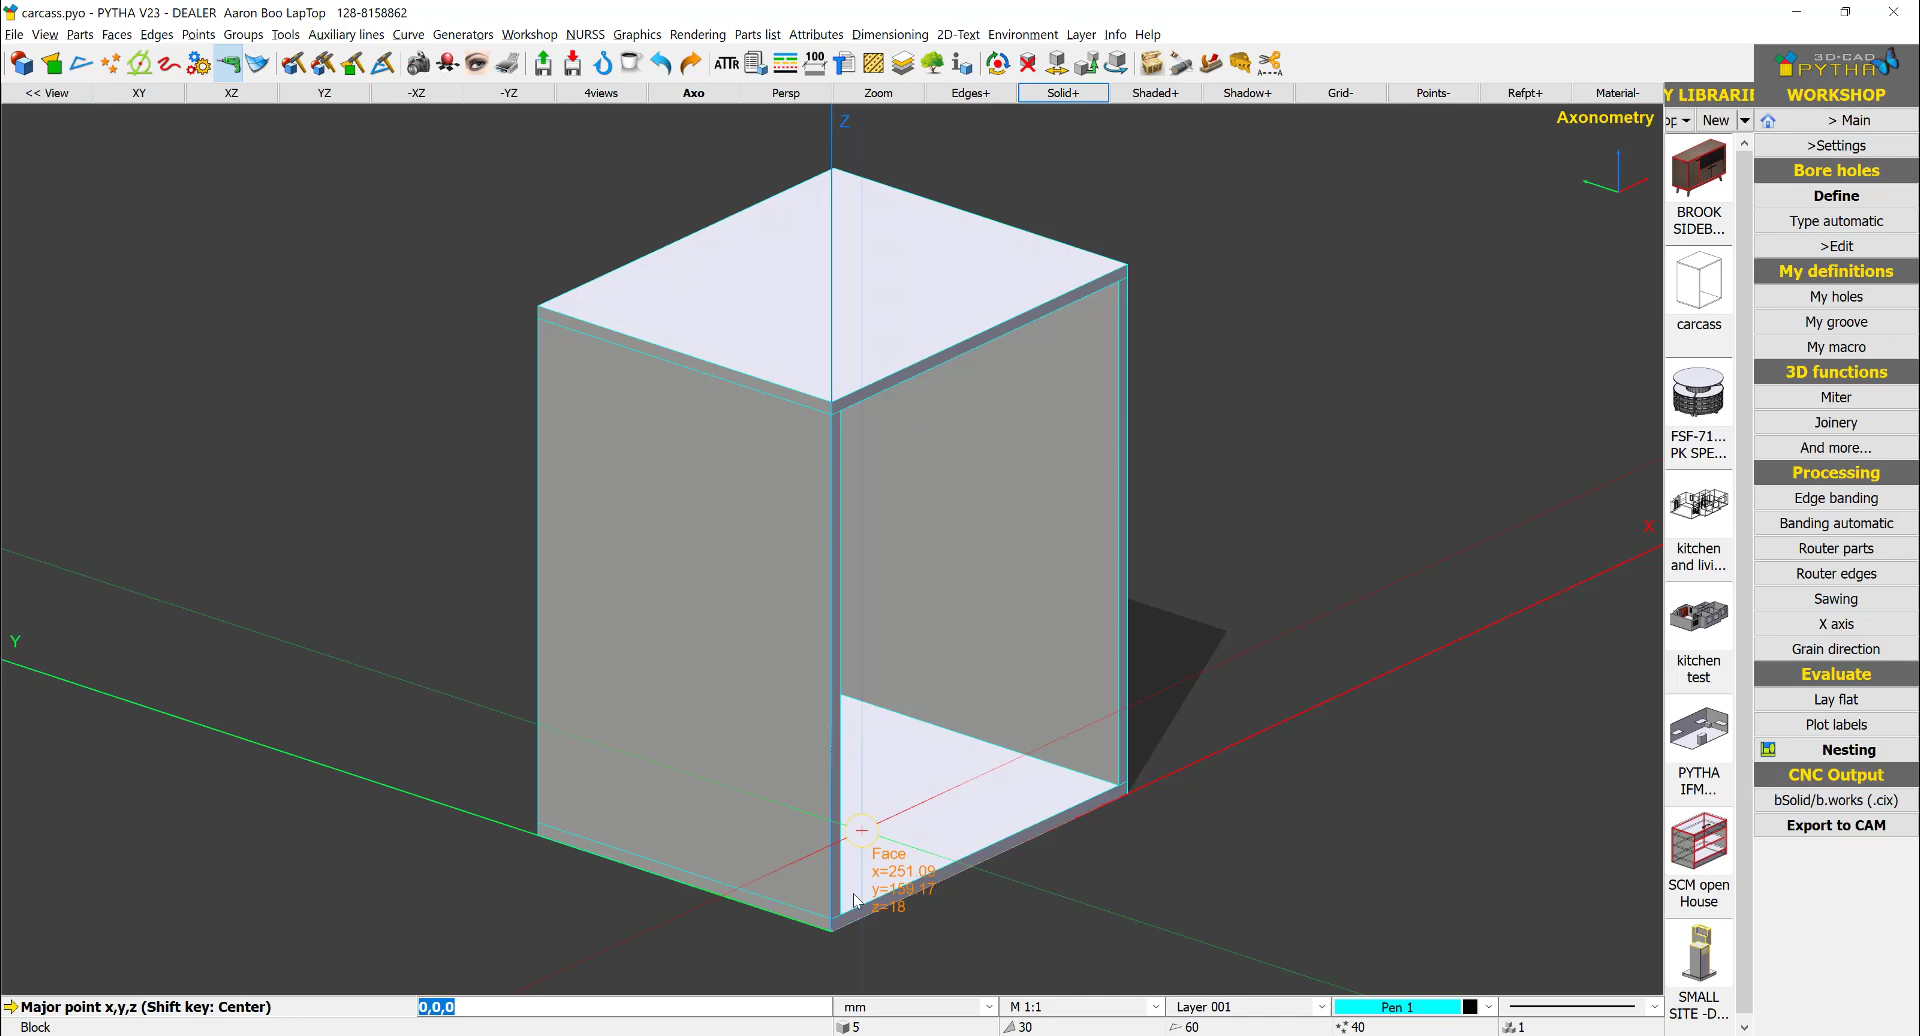 carcass.pyo - PYTHA V23 - DEALER Aaron Boo LapTop 128-8158862
File View Parts Faces Edges Points Groups Tools Auxiliary lines Curve Generators Workshop NURSS Graphics Rendering Parts list Attributes Dimensioning 2D-Text Environment Layer Info Help
ATTR 100
3D-CAD
PYTHA
<< View XY XZ YZ -XZ -YZ 4views Axo Persp Zoom Edges+ Solid+ Shaded+ Shadow+ Grid- Points- Refpt+ Material-
Y LIBRARIE
WORKSHOP
Axonometry
Z
X
Y
Face
x=251.09
y=159.17
z=18
op New
BROOK
SIDEB...
carcass
FSF-71...
PK SPE...
kitchen
and livi...
kitchen
test
PYTHA
IFM...
SCM open
House
SMALL
SITE -D...
> Main
>Settings
Bore holes
Define
Type automatic
>Edit
My definitions
My holes
My groove
My macro
3D functions
Miter
Joinery
And more...
Processing
Edge banding
Banding automatic
Router parts
Router edges
Sawing
X axis
Grain direction
Evaluate
Lay flat
Plot labels
Nesting
CNC Output
bSolid/b.works (.cix)
Export to CAM
Major point x,y,z (Shift key: Center) 0,0,0 mm M 1:1 Layer 001 Pen 1
Block 5 30 60 40 1